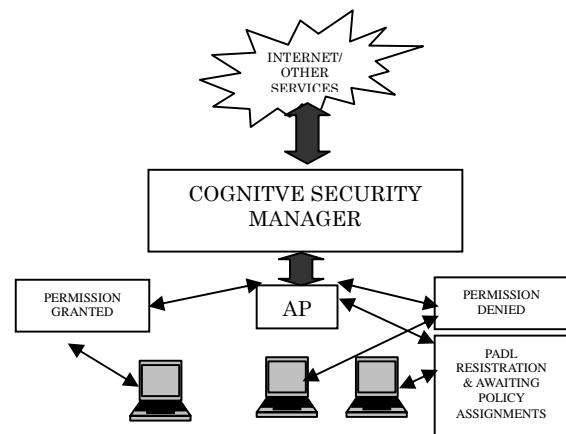 INTERNET/
OTHER
SERVICES
COGNITVE SECURITY
MANAGER
PERMISSION
GRANTED
AP
PERMISSION
DENIED
PADL
RESISTRATION
& AWAITING
POLICY
ASSIGNMENTS